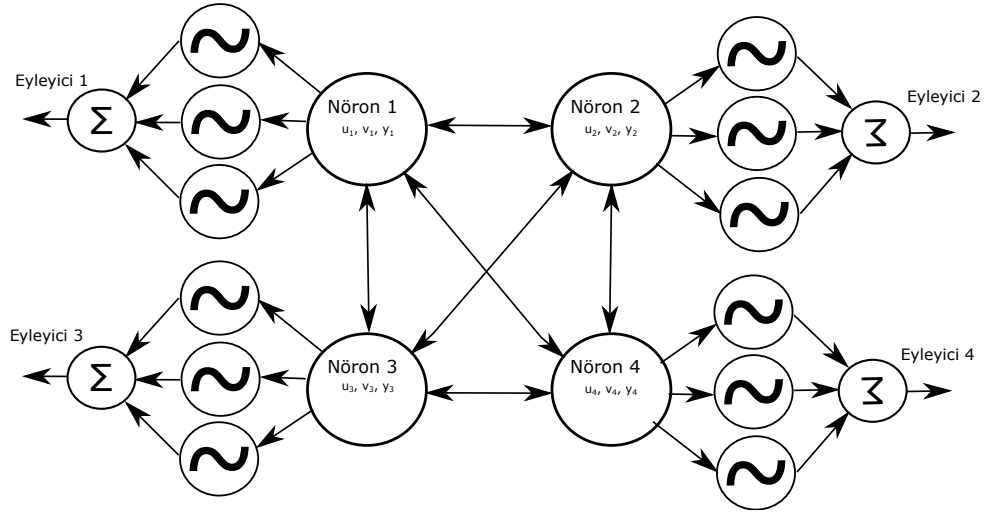 Eyleyici 1
Σ
Nöron 1
u₁, v₁, y₁
Nöron 2
u₂, v₂, y₂
Eyleyici 2
Σ
Eyleyici 3
Σ
Nöron 3
u₃, v₃, y₃
Nöron 4
u₄, v₄, y₄
Eyleyici 4
Σ